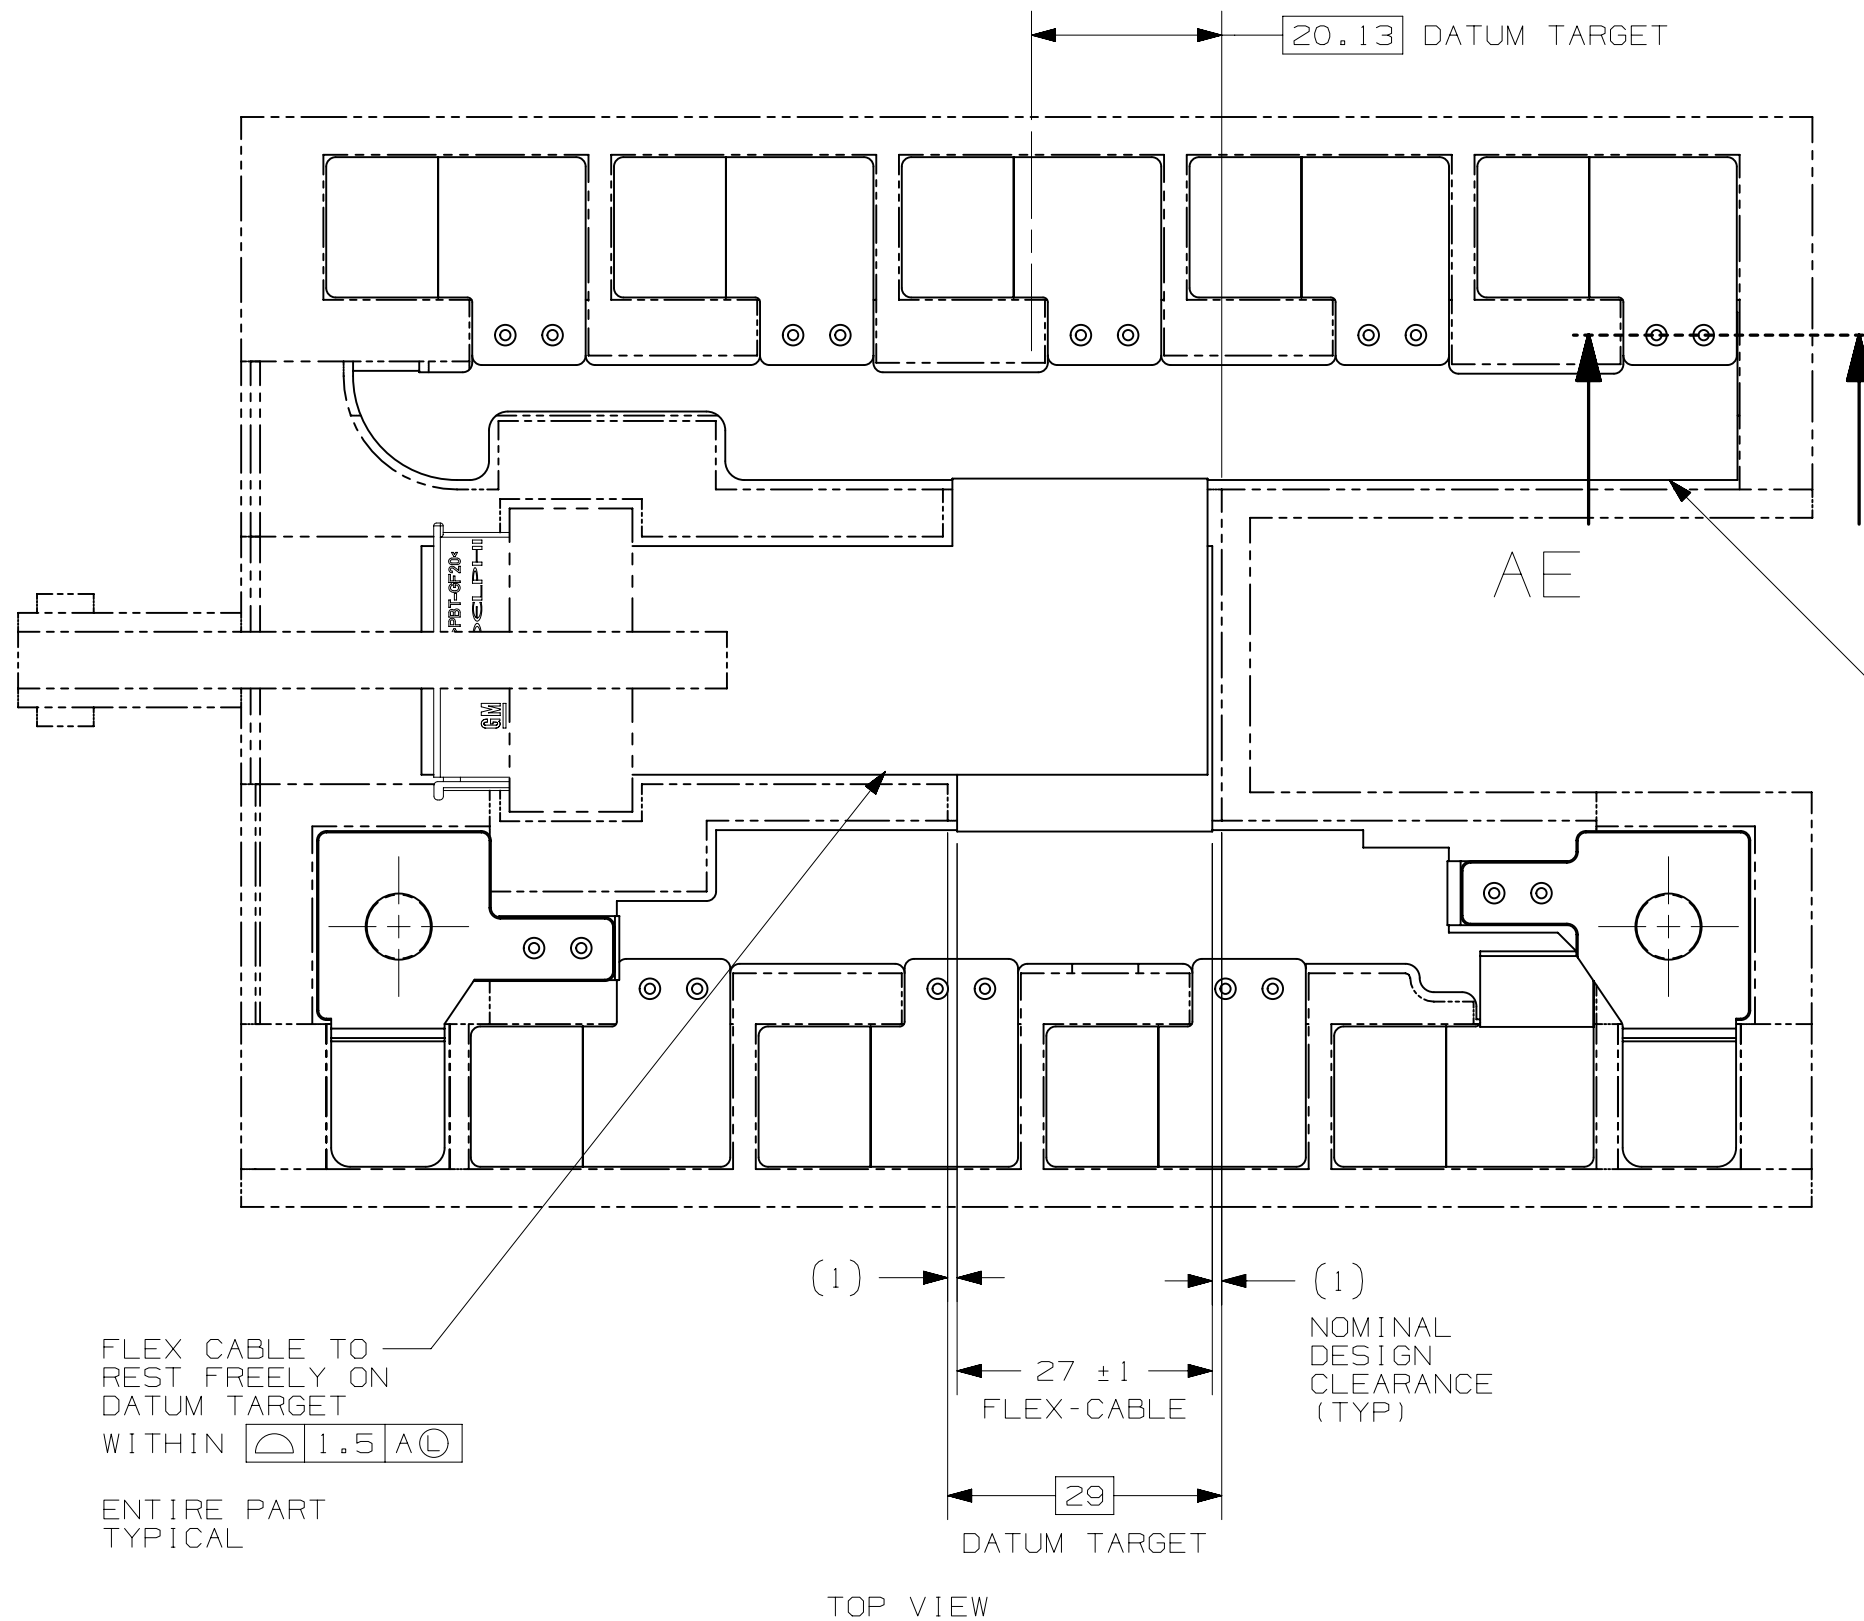 20.13 DATUM TARGET
AE
>PBT-GF20<
DELPHI
GM
(1)
(1)
NOMINAL
DESIGN
CLEARANCE
(TYP)
27 ±1
FLEX-CABLE
FLEX CABLE TO
REST FREELY ON
DATUM TARGET
WITHIN ⌓ 1.5 A Ⓛ
29
DATUM TARGET
ENTIRE PART
TYPICAL
TOP VIEW